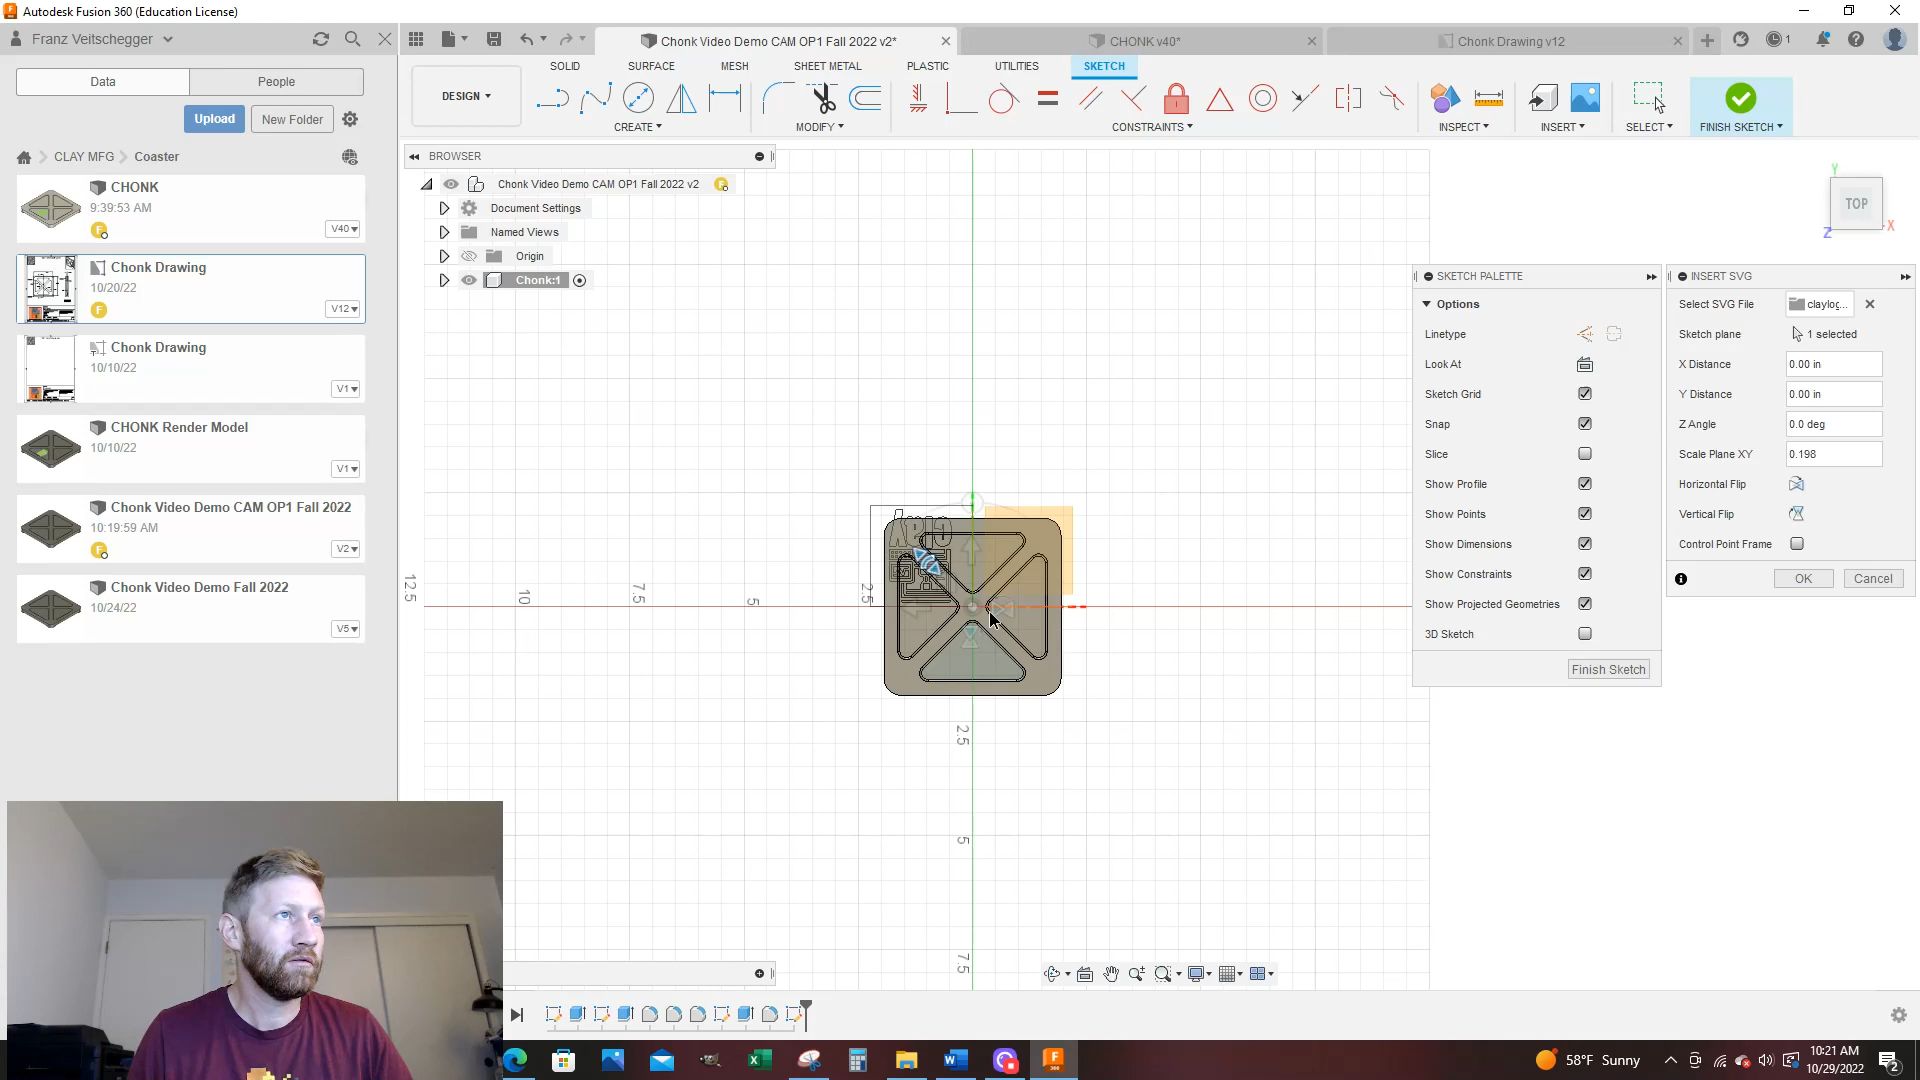 Autodesk Fusion 360 (Education License)
Franz Veitschegger
Chonk Video Demo CAM OP1 Fall 2022 v2*
CHONK v40*
Chonk Drawing v12
1
Data
People
Upload
New Folder
CLAY MFG
Coaster
CHONK
9:39:53 AM
V40
Chonk Drawing
10/20/22
V12
Chonk Drawing
10/10/22
V1
CHONK Render Model
10/10/22
V1
Chonk Video Demo CAM OP1 Fall 2022
10:19:59 AM
V2
Chonk Video Demo Fall 2022
10/24/22
V5
DESIGN
SOLID
SURFACE
MESH
SHEET METAL
PLASTIC
UTILITIES
SKETCH
CREATE
MODIFY
CONSTRAINTS
INSPECT
INSERT
SELECT
FINISH SKETCH
BROWSER
Chonk Video Demo CAM OP1 Fall 2022 v2
Document Settings
Named Views
Origin
Chonk:1
TOP
Y
X
Z
12.5
10
7.5
5
2.5
2.5
5
7.5
SKETCH PALETTE
Options
Linetype
Look At
Sketch Grid
Snap
Slice
Show Profile
Show Points
Show Dimensions
Show Constraints
Show Projected Geometries
3D Sketch
Finish Sketch
INSERT SVG
Select SVG File
claylog...
Sketch plane
1 selected
X Distance
0.00 in
Y Distance
0.00 in
Z Angle
0.0 deg
Scale Plane XY
0.198
Horizontal Flip
Vertical Flip
Control Point Frame
OK
Cancel
58°F Sunny
10:21 AM
10/29/2022
2